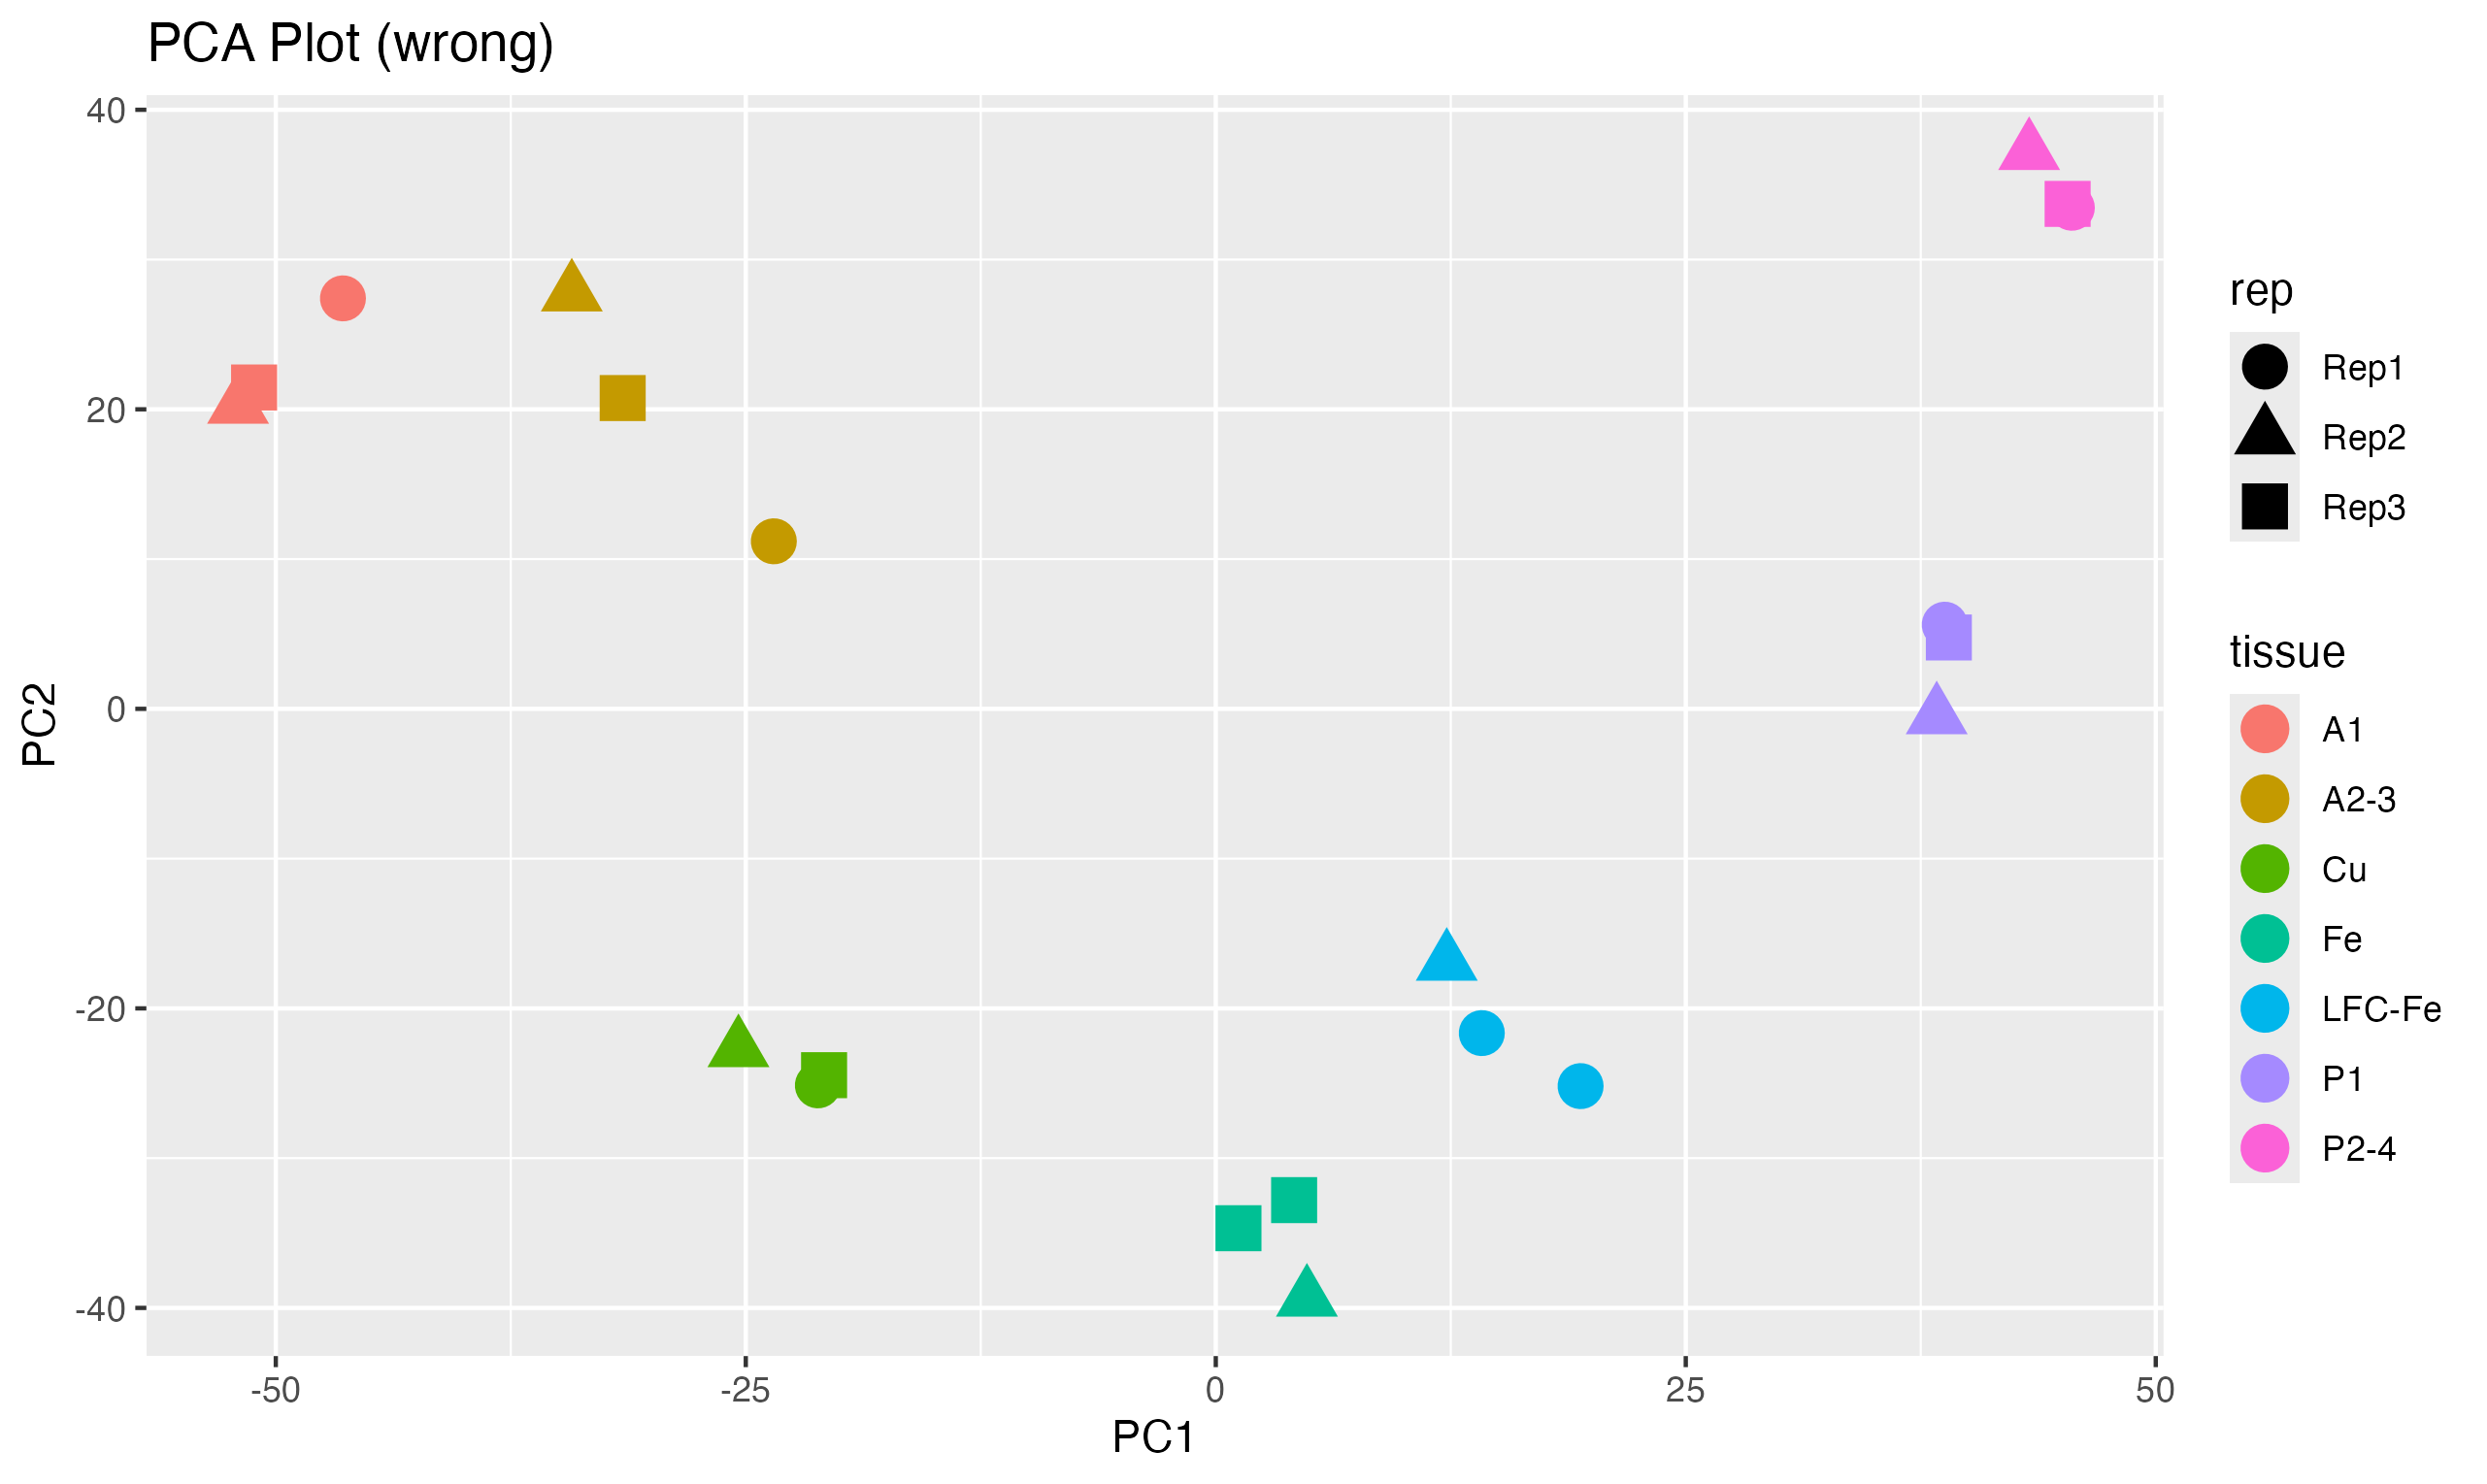 PCA Plot (wrong)
40
20
0
-20
-40
PC2
-50
-25
0
25
50
PC1
rep
Rep1
Rep2
Rep3
tissue
A1
A2-3
Cu
Fe
LFC-Fe
P1
P2-4